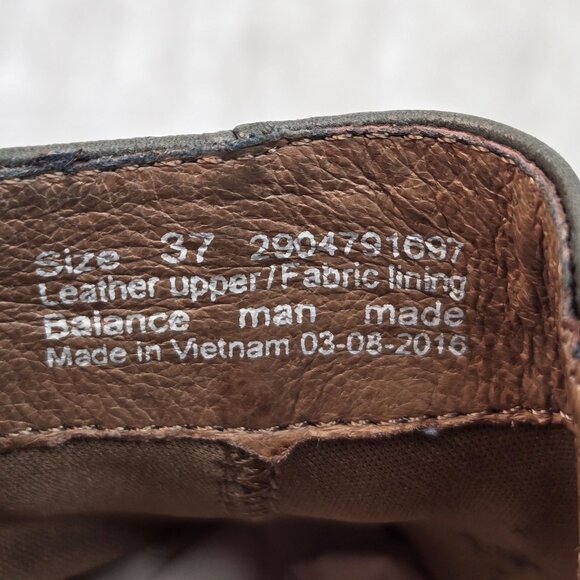 Size 37 2904791697
Leather upper/Fabric lining
Balance man made
Made in Vietnam 03-08-2016